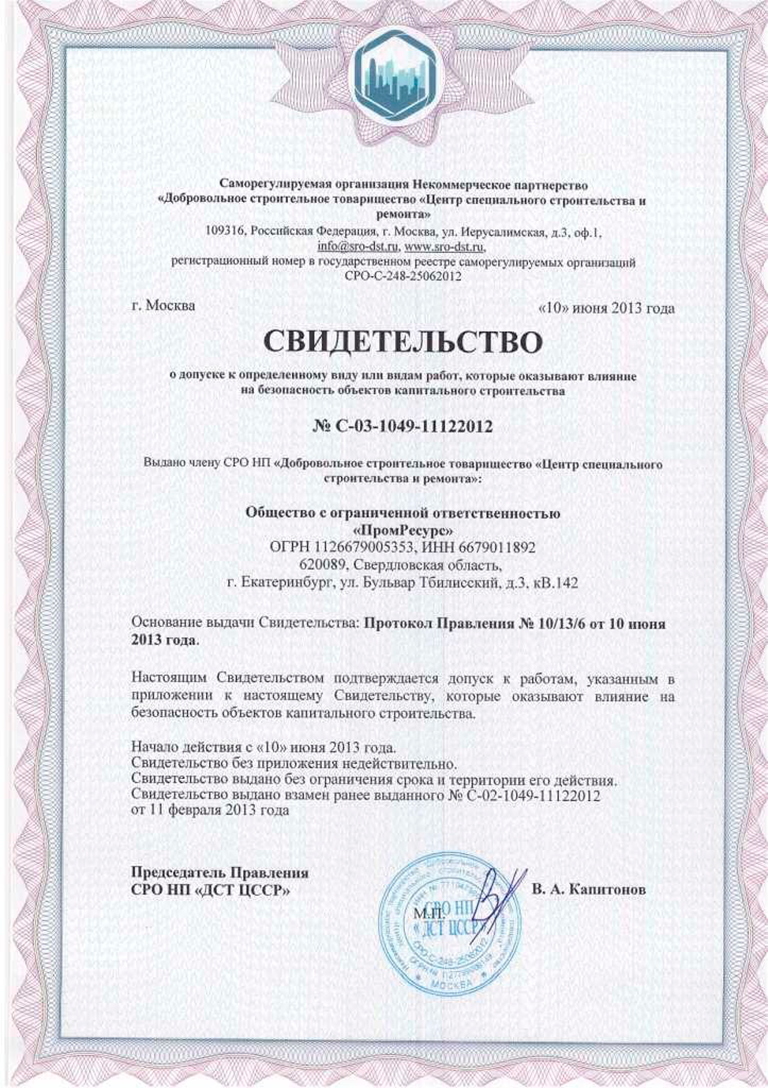 Саморегулируемая организация Некоммерческое партнерство
«Добровольное строительное товарищество «Центр специального строительства и
ремонта»
109316, Российская Федерация, г. Москва, ул. Иерусалимская, д.3, оф.1,
info@sro-dst.ru, www.sro-dst.ru,
регистрационный номер в государственном реестре саморегулируемых организаций
СРО-С-248-25062012
г. Москва «10» июня 2013 года
СВИДЕТЕЛЬСТВО
о допуске к определенному виду или видам работ, которые оказывают влияние
на безопасность объектов капитального строительства
№ С-03-1049-11122012
Выдано члену СРО НП «Добровольное строительное товарищество «Центр специального
строительства и ремонта»:
Общество с ограниченной ответственностью
«ПромРесурс»
ОГРН 1126679005353, ИНН 6679011892
620089, Свердловская область,
г. Екатеринбург, ул. Бульвар Тбилисский, д.3, кВ.142
Основание выдачи Свидетельства: Протокол Правления № 10/13/6 от 10 июня
2013 года.
Настоящим Свидетельством подтверждается допуск к работам, указанным в
приложении к настоящему Свидетельству, которые оказывают влияние на
безопасность объектов капитального строительства.
Начало действия с «10» июня 2013 года.
Свидетельство без приложения недействительно.
Свидетельство выдано без ограничения срока и территории его действия.
Свидетельство выдано взамен ранее выданного № С-02-1049-11122012
от 11 февраля 2013 года
Председатель Правления
СРО НП «ДСТ ЦССР»
В. А. Капитонов
М.П.
СРО НП
«ДСТ ЦССР»
СРО-С-248-25062012
МОСКВА